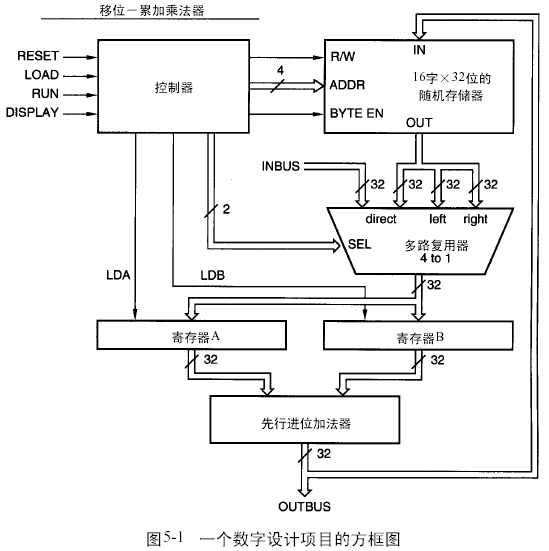 移位－累加乘法器
RESET
LOAD
RUN
DISPLAY
控制器
4
R/W
ADDR
BYTE EN
IN
16字×32位的
随机存储器
OUT
INBUS
32
32
32
32
direct
left
right
2
SEL
多路复用器
4 to 1
LDA
LDB
32
寄存器A
寄存器B
32
32
先行进位加法器
32
OUTBUS
图5-1 一个数字设计项目的方框图